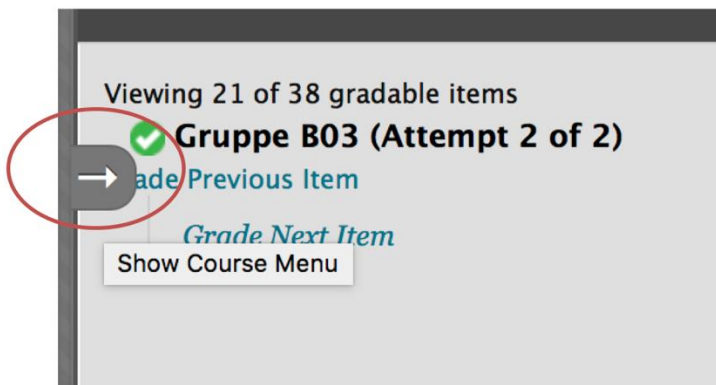 Viewing 21 of 38 gradable items
Gruppe B03 (Attempt 2 of 2)
ade Previous Item
Grade Next Item
Show Course Menu